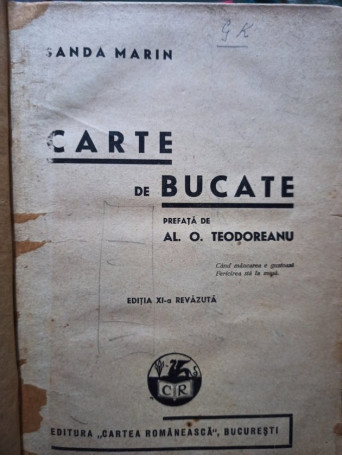 G K
SANDA MARIN
CARTE
DE BUCATE
PREFAȚĂ DE
AL. O. TEODOREANU
Când mâncarea e gustoasă
Fericirea stă la masă.
EDIȚIA XI-a REVĂZUTĂ
C R
EDITURA „CARTEA ROMÂNEASCĂ", BUCUREȘTI